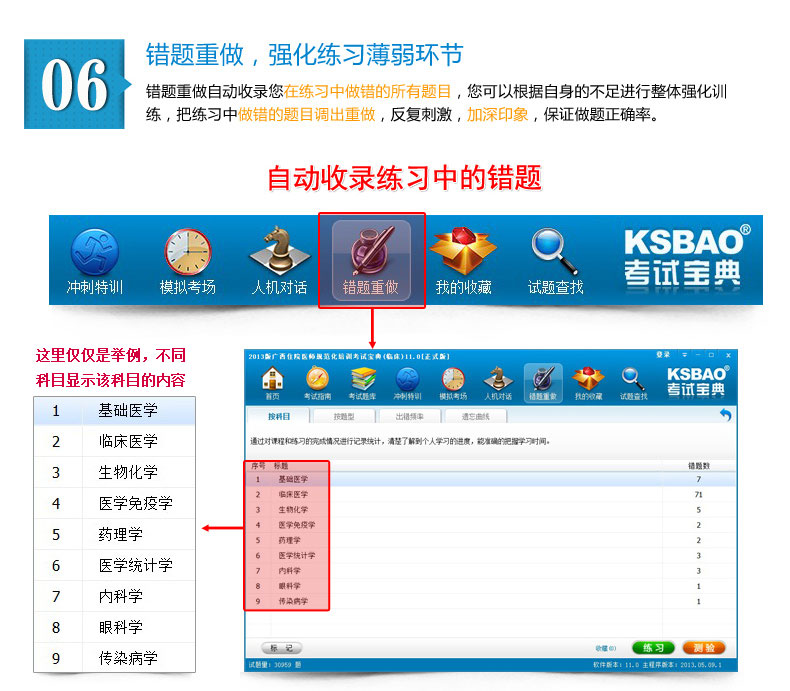 06
错题重做，强化练习薄弱环节
错题重做自动收录您在练习中做错的所有题目，您可以根据自身的不足进行整体强化训
练，把练习中做错的题目调出重做，反复刺激，加深印象，保证做题正确率。
自动收录练习中的错题
冲刺特训 模拟考场 人机对话 错题重做 我的收藏 试题查找 KSBAO® 考试宝典
这里仅仅是举例，不同
科目显示该科目的内容
1 基础医学
2 临床医学
3 生物化学
4 医学免疫学
5 药理学
6 医学统计学
7 内科学
8 眼科学
9 传染病学
2013版广西住院医师规范化培训考试宝典(临床)11.0[正式版] 登录
首页 考试指南 考试题库 冲刺特训 模拟考场 人机对话 错题重做 我的收藏 试题查找 KSBAO® 考试宝典
按科目 按题型 出错频率 遗忘曲线
通过对课程和练习的完成情况进行记录统计，清楚了解到个人学习的进度，能准确的把握学习时间。
序号 标题 错题数
1 基础医学 7
2 临床医学 71
3 生物化学 5
4 医学免疫学 2
5 药理学 2
6 医学统计学 3
7 内科学 3
8 眼科学 1
9 传染病学 1
标 记 收藏(0) 练 习 测 验
试题量：30959 题 软件版本：11.0 主程序版本：2013.05.09.1